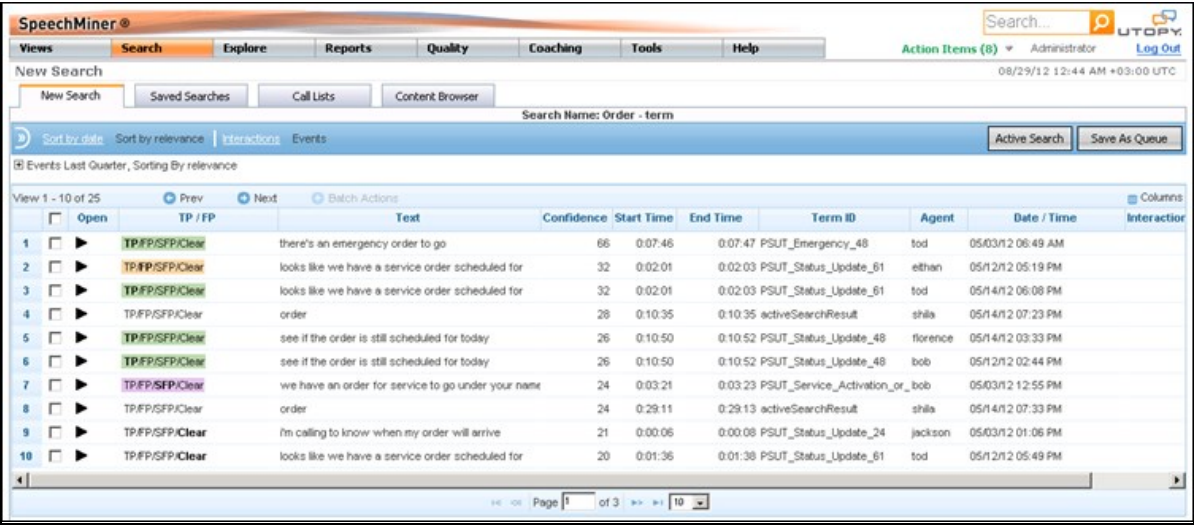 SpeechMiner ®
Search...
UTOPY.
Views Search Explore Reports Quality Coaching Tools Help Action Items (8) Administrator Log Out
New Search 08/29/12 12:44 AM +03:00 UTC
New Search Saved Searches Call Lists Content Browser
Search Name: Order - term
Sort by date Sort by relevance Interactions Events Active Search Save As Queue
Events Last Quarter, Sorting By relevance
View 1 - 10 of 25 Prev Next Batch Actions Columns
Open TP / FP Text Confidence Start Time End Time Term ID Agent Date / Time Interaction
1 TP/FP/SFP/Clear there's an emergency order to go 66 0:07:46 0:07:47 PSUT_Emergency_48 tod 05/03/12 06:49 AM
2 TP/FP/SFP/Clear looks like we have a service order scheduled for 32 0:02:01 0:02:03 PSUT_Status_Update_61 eithan 05/12/12 05:19 PM
3 TP/FP/SFP/Clear looks like we have a service order scheduled for 32 0:02:01 0:02:03 PSUT_Status_Update_61 tod 05/14/12 06:08 PM
4 TP/FP/SFP/Clear order 28 0:10:35 0:10:35 activeSearchResult shila 05/14/12 07:23 PM
5 TP/FP/SFP/Clear see if the order is still scheduled for today 26 0:10:50 0:10:52 PSUT_Status_Update_48 florence 05/14/12 03:33 PM
6 TP/FP/SFP/Clear see if the order is still scheduled for today 26 0:10:50 0:10:52 PSUT_Status_Update_48 bob 05/12/12 02:44 PM
7 TP/FP/SFP/Clear we have an order for service to go under your name 24 0:03:21 0:03:23 PSUT_Service_Activation_or_ bob 05/03/12 12:55 PM
8 TP/FP/SFP/Clear order 24 0:29:11 0:29:13 activeSearchResult shila 05/14/12 07:33 PM
9 TP/FP/SFP/Clear i'm calling to know when my order will arrive 21 0:00:06 0:00:08 PSUT_Status_Update_24 jackson 05/03/12 01:06 PM
10 TP/FP/SFP/Clear looks like we have a service order scheduled for 20 0:01:36 0:01:38 PSUT_Status_Update_61 tod 05/12/12 05:49 PM
Page 1 of 3 10